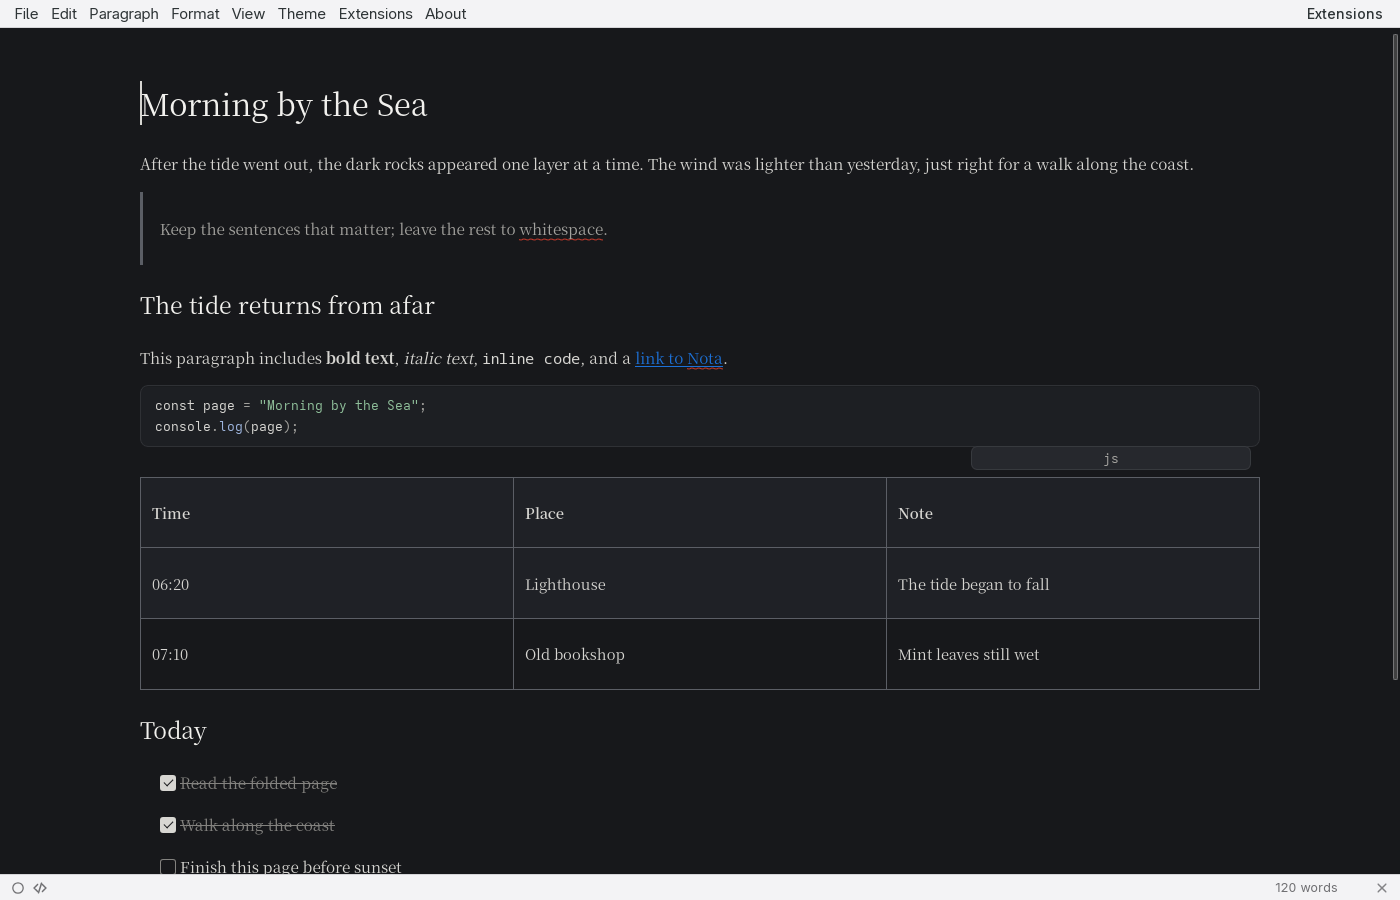 File Edit Paragraph Format View Theme Extensions About Extensions
Morning by the Sea
After the tide went out, the dark rocks appeared one layer at a time. The wind was lighter than yesterday, just right for a walk along the coast.
Keep the sentences that matter; leave the rest to whitespace.
The tide returns from afar
This paragraph includes bold text, italic text, inline code, and a link to Nota.
const page = "Morning by the Sea";
console.log(page);
js
Time Place Note
06:20 Lighthouse The tide began to fall
07:10 Old bookshop Mint leaves still wet
Today
Read the folded page
Walk along the coast
Finish this page before sunset
120 words